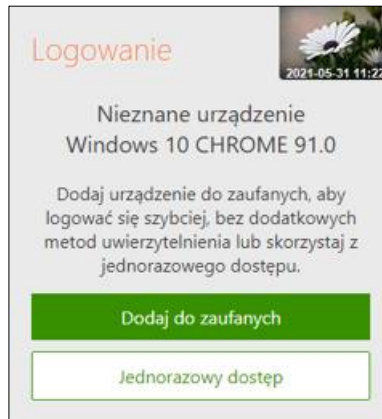 Logowanie
2021-05-31 11:22
Nieznane urządzenie
Windows 10 CHROME 91.0
Dodaj urządzenie do zaufanych, aby
logować się szybciej, bez dodatkowych
metod uwierzytelnienia lub skorzystaj z
jednorazowego dostępu.
Dodaj do zaufanych
Jednorazowy dostęp